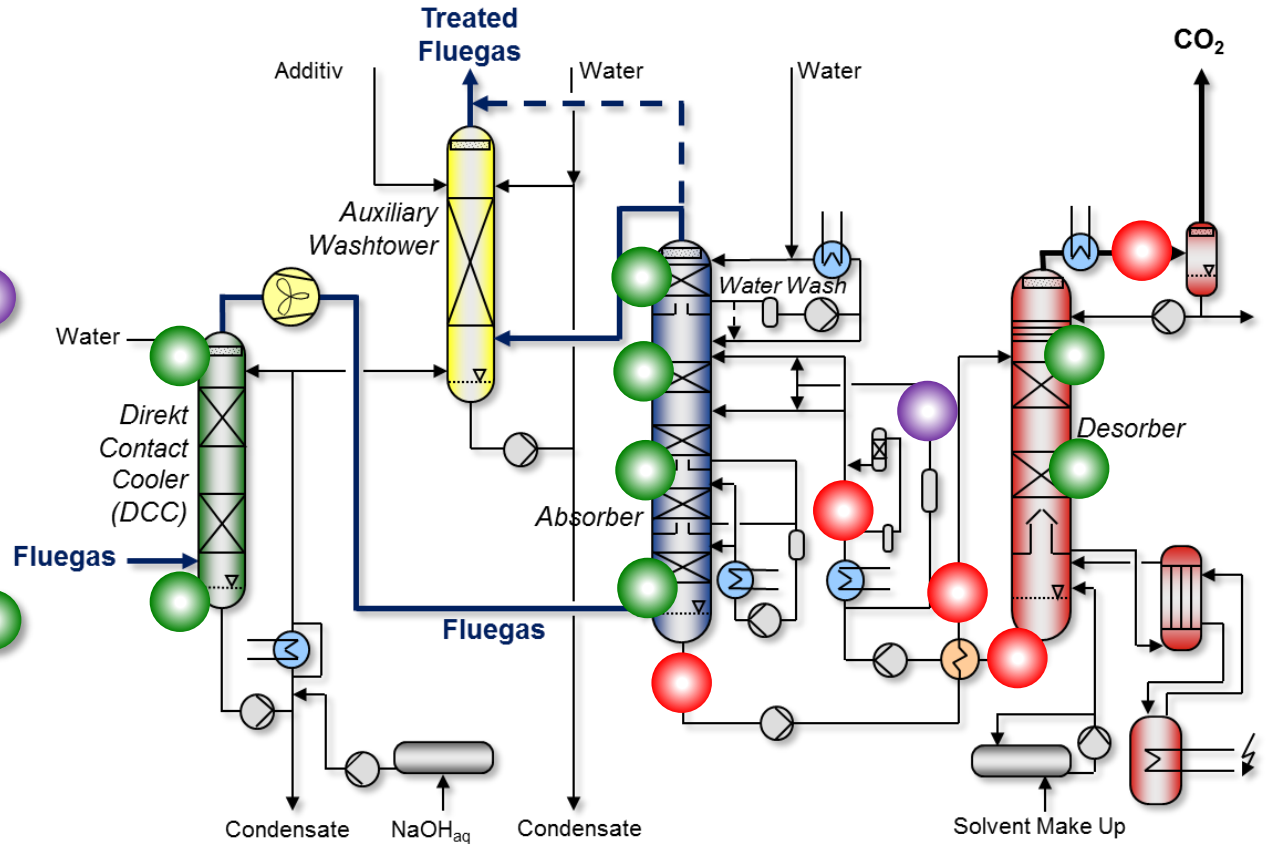 Treated
Fluegas
CO₂
Additiv
Water
Water
Auxiliary
Washtower
Water Wash
Water
Direkt
Contact
Cooler
(DCC)
Desorber
Absorber
Fluegas
Fluegas
Condensate
NaOHaq
Condensate
Solvent Make Up